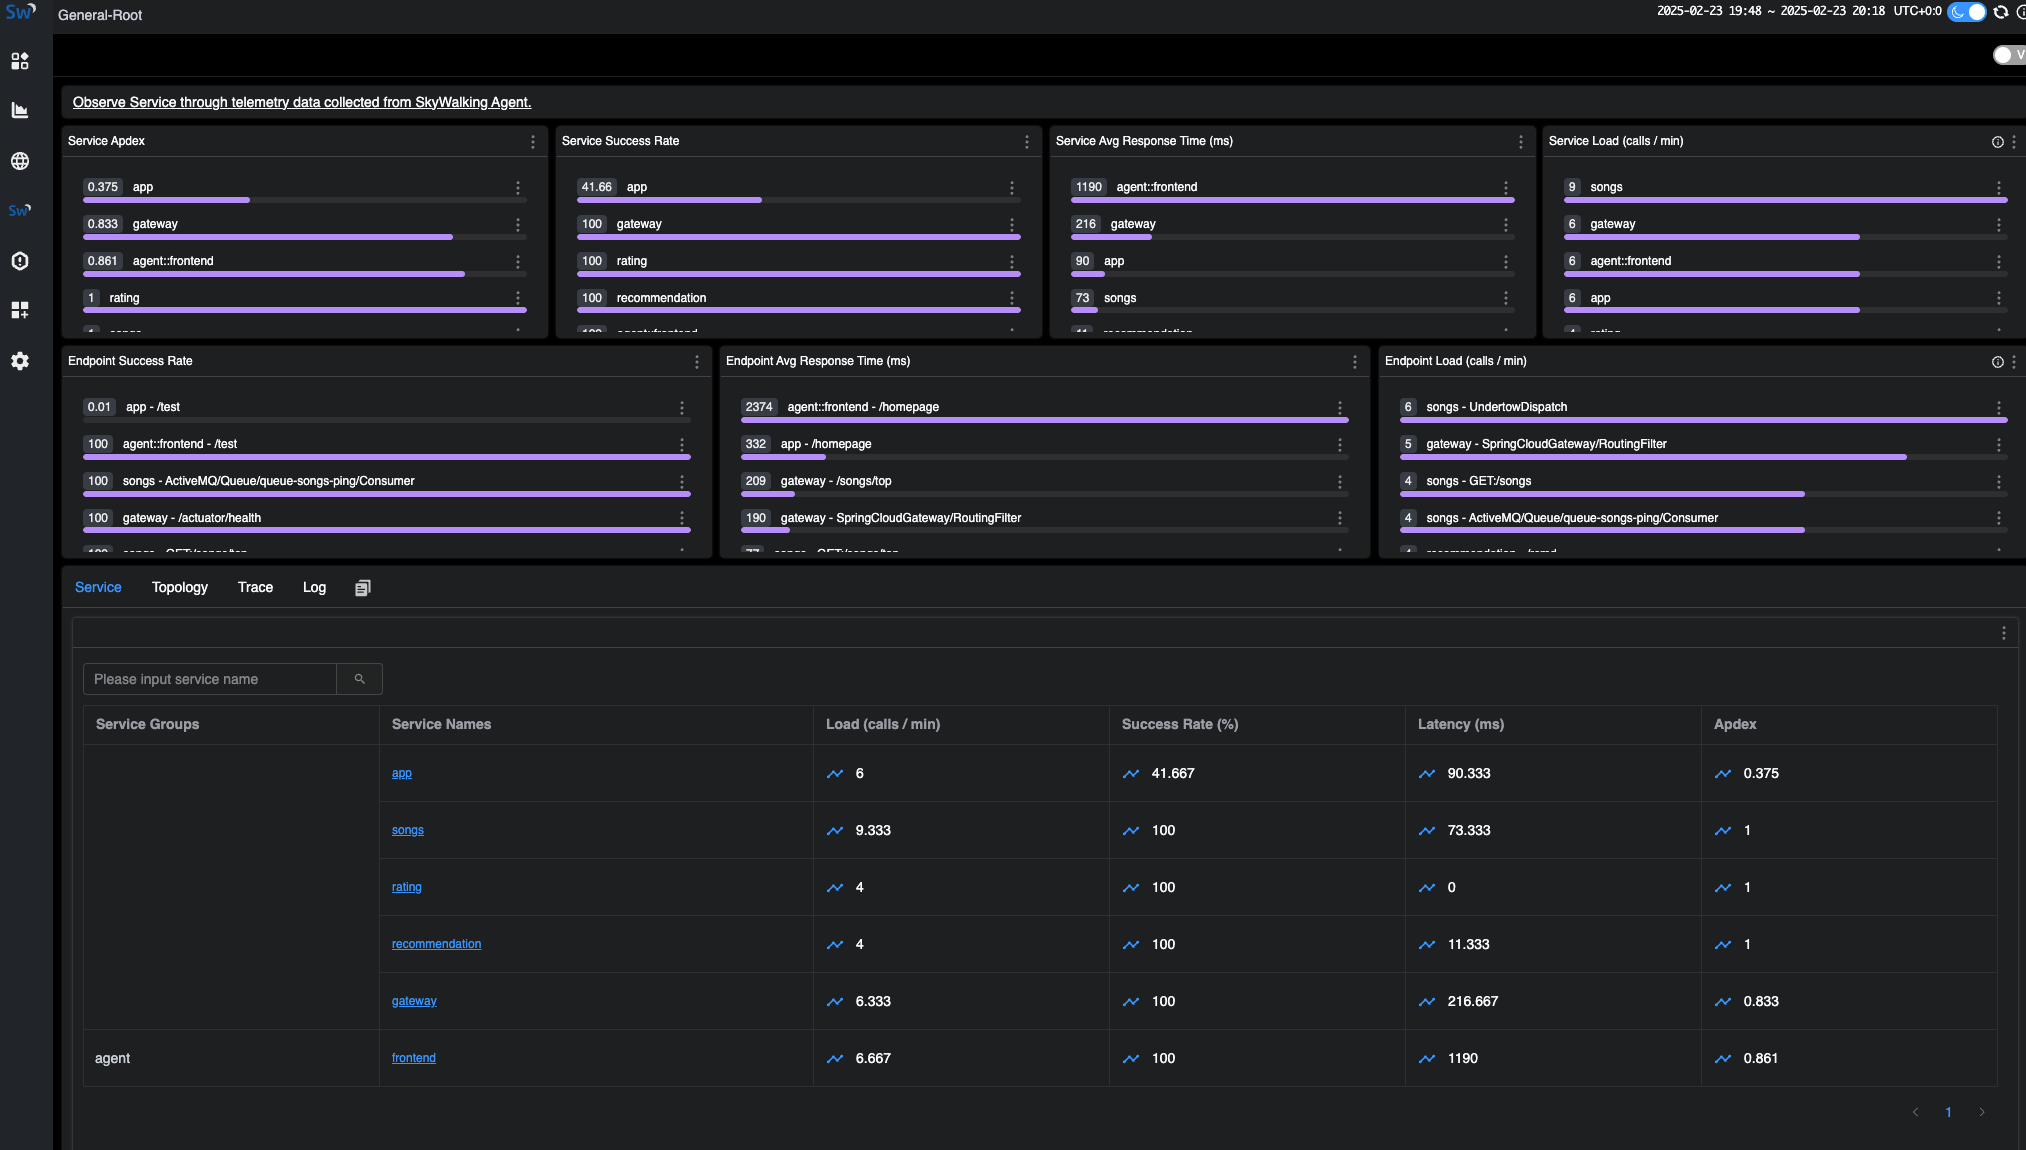 Sw
General-Root
2025-02-23 19:48 ~ 2025-02-23 20:18 UTC+0:0
V
Observe Service through telemetry data collected from SkyWalking Agent.
Sw
Service Apdex
0.375 app
0.833 gateway
0.861 agent::frontend
1 rating
Service Success Rate
41.66 app
100 gateway
100 rating
100 recommendation
Service Avg Response Time (ms)
1190 agent::frontend
216 gateway
90 app
73 songs
Service Load (calls / min)
9 songs
6 gateway
6 agent::frontend
6 app
Endpoint Success Rate
0.01 app - /test
100 agent::frontend - /test
100 songs - ActiveMQ/Queue/queue-songs-ping/Consumer
100 gateway - /actuator/health
Endpoint Avg Response Time (ms)
2374 agent::frontend - /homepage
332 app - /homepage
209 gateway - /songs/top
190 gateway - SpringCloudGateway/RoutingFilter
Endpoint Load (calls / min)
6 songs - UndertowDispatch
5 gateway - SpringCloudGateway/RoutingFilter
4 songs - GET:/songs
4 songs - ActiveMQ/Queue/queue-songs-ping/Consumer
Service Topology Trace Log
Please input service name
Service Groups Service Names Load (calls / min) Success Rate (%) Latency (ms) Apdex
app 6 41.667 90.333 0.375
songs 9.333 100 73.333 1
rating 4 100 0 1
recommendation 4 100 11.333 1
gateway 6.333 100 216.667 0.833
agent frontend 6.667 100 1190 0.861
1